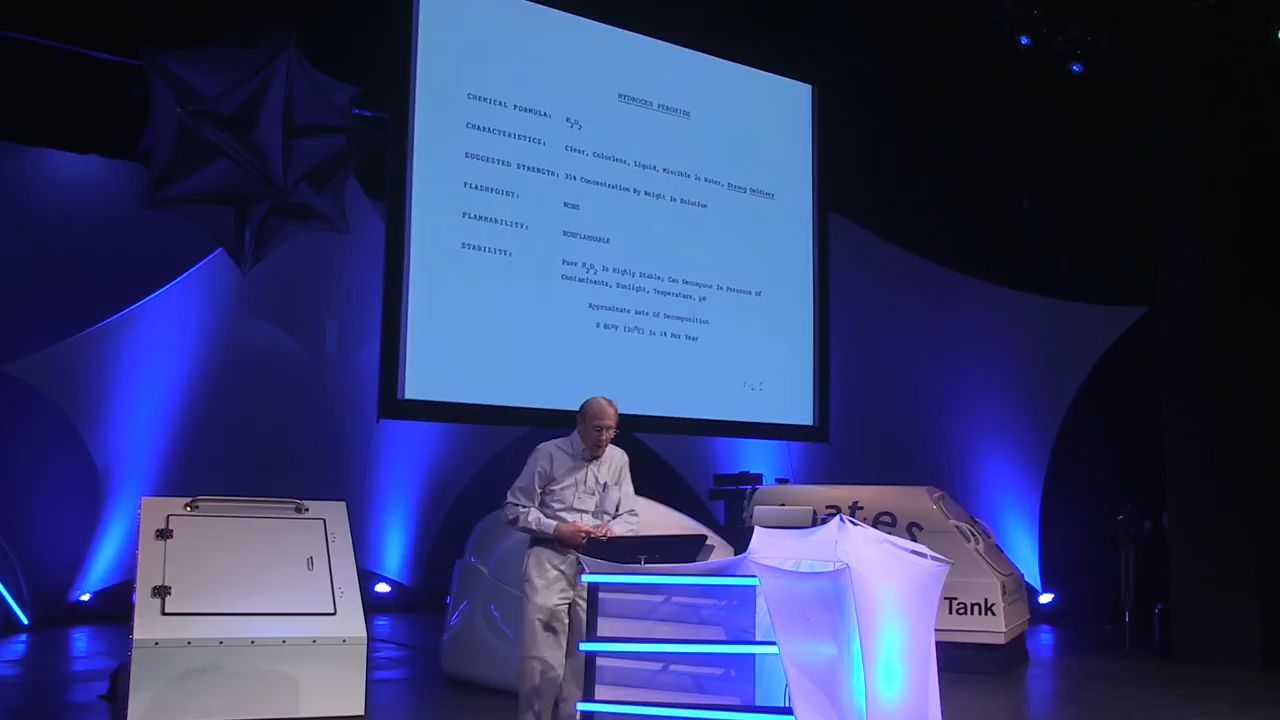 HYDROGEN PEROXIDE
CHEMICAL FORMULA: H2O2
CHARACTERISTICS: Clear, Colorless, Liquid, Miscible In Water, Strong Oxidizer
SUGGESTED STRENGTH: 35% Concentration By Weight In Solution
FLASHPOINT: NONE
FLAMMABILITY: NONFLAMMABLE
STABILITY: Pure H2O2 Is Highly Stable; Can Decompose In Presence Of
Contaminants, Sunlight, Temperature, pH
Approximate Rate Of Decomposition
@ 86°F (30°C) Is 1% Per Year
FIG 5
Tank